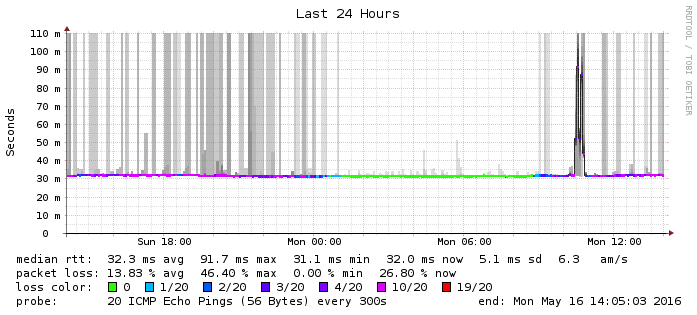 Last 24 Hours
RRDTOOL / TOBI OETIKER
Seconds
110 m
100 m
90 m
80 m
70 m
60 m
50 m
40 m
30 m
20 m
10 m
0
Sun 18:00 Mon 00:00 Mon 06:00 Mon 12:00
median rtt: 32.3 ms avg 91.7 ms max 31.1 ms min 32.0 ms now 5.1 ms sd 6.3 am/s
packet loss: 13.83 % avg 46.40 % max 0.00 % min 26.80 % now
loss color: 0 1/20 2/20 3/20 4/20 10/20 19/20
probe: 20 ICMP Echo Pings (56 Bytes) every 300s end: Mon May 16 14:05:03 2016